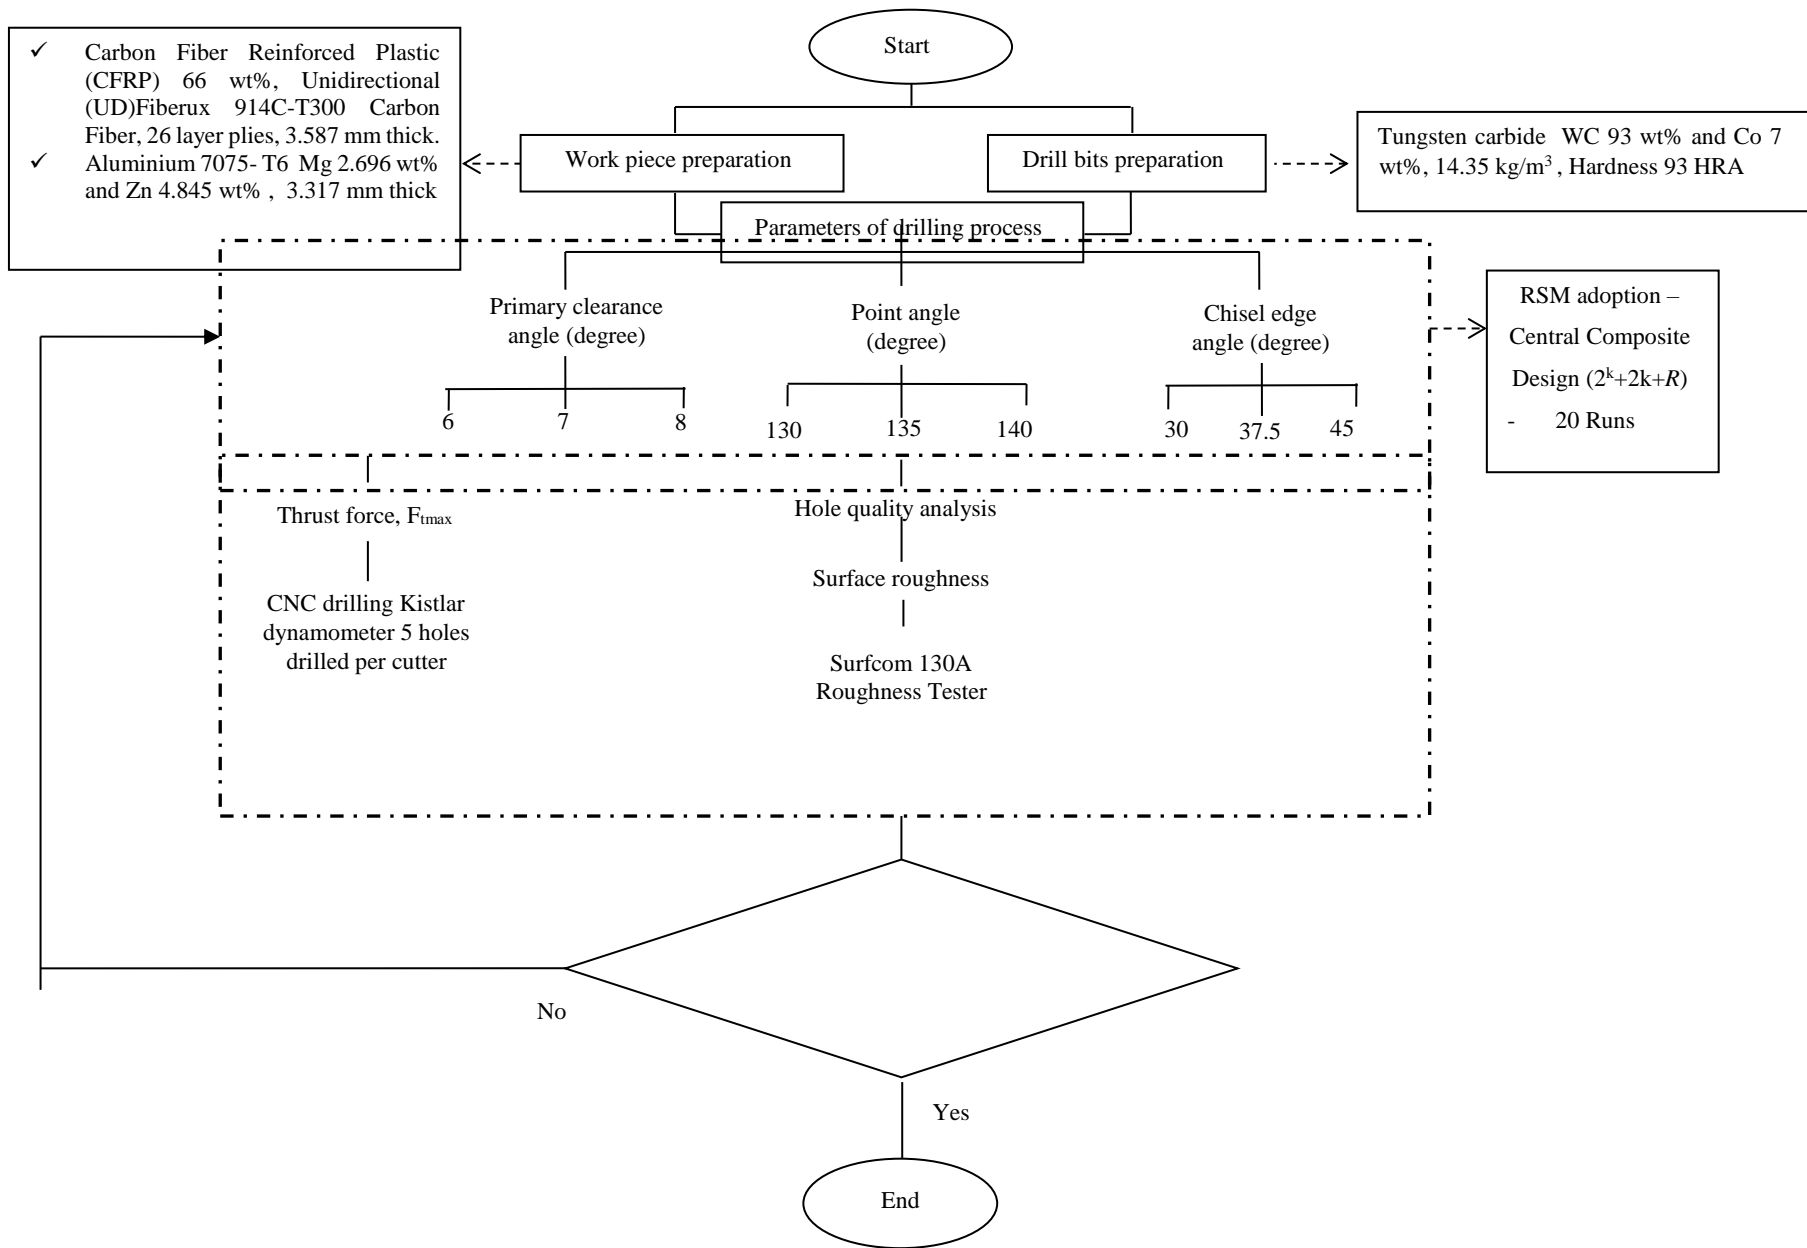 Start
✓ Carbon Fiber Reinforced Plastic
(CFRP) 66 wt%, Unidirectional
(UD)Fiberux 914C-T300 Carbon
Fiber, 26 layer plies, 3.587 mm thick.
✓ Aluminium 7075- T6 Mg 2.696 wt%
and Zn 4.845 wt% , 3.317 mm thick
Work piece preparation
Drill bits preparation
Tungsten carbide WC 93 wt% and Co 7
wt%, 14.35 kg/m³ , Hardness 93 HRA
Parameters of drilling process
Primary clearance
angle (degree)
Point angle
(degree)
Chisel edge
angle (degree)
6 7 8
130 135 140
30 37.5 45
RSM adoption –
Central Composite
Design (2ᵏ+2k+R)
- 20 Runs
Thrust force, Ftmax
CNC drilling Kistlar
dynamometer 5 holes
drilled per cutter
Hole quality analysis
Surface roughness
Surfcom 130A
Roughness Tester
No
Yes
End